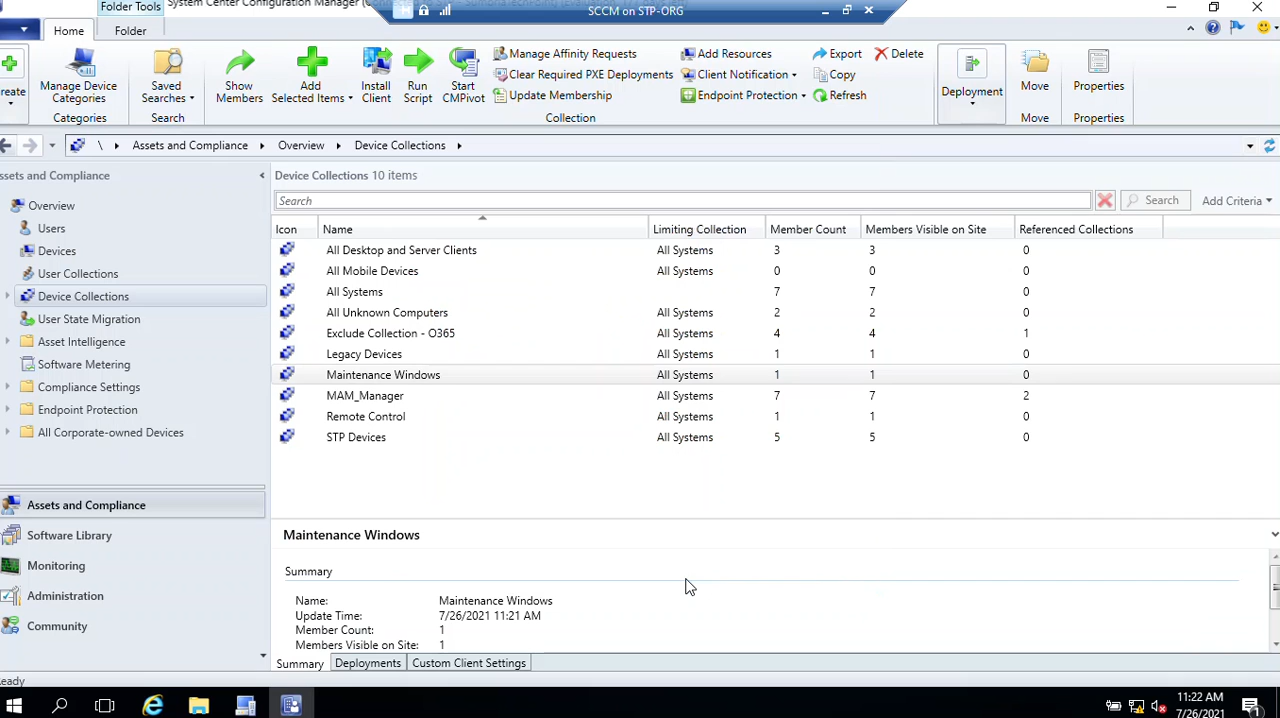 Folder Tools
SCCM on STP-ORG
Home
Folder
Manage Device Categories
Categories
Saved Searches
Search
Show Members
Add Selected Items
Install Client
Run Script
Start CMPivot
Manage Affinity Requests
Clear Required PXE Deployments
Update Membership
Add Resources
Client Notification
Endpoint Protection
Export
Copy
Refresh
Delete
Collection
Deployment
Move
Move
Properties
Properties
\ Assets and Compliance Overview Device Collections
ssets and Compliance
Overview
Users
Devices
User Collections
Device Collections
User State Migration
Asset Intelligence
Software Metering
Compliance Settings
Endpoint Protection
All Corporate-owned Devices
Assets and Compliance
Software Library
Monitoring
Administration
Community
Device Collections 10 items
Search
Search
Add Criteria
Icon Name Limiting Collection Member Count Members Visible on Site Referenced Collections
All Desktop and Server Clients All Systems 3 3 0
All Mobile Devices All Systems 0 0 0
All Systems 7 7 0
All Unknown Computers All Systems 2 2 0
Exclude Collection - O365 All Systems 4 4 1
Legacy Devices All Systems 1 1 0
Maintenance Windows All Systems 1 1 0
MAM_Manager All Systems 7 7 2
Remote Control All Systems 1 1 0
STP Devices All Systems 5 5 0
Maintenance Windows
Summary
Name: Maintenance Windows
Update Time: 7/26/2021 11:21 AM
Member Count: 1
Members Visible on Site: 1
Summary Deployments Custom Client Settings
eady
11:22 AM
7/26/2021
1